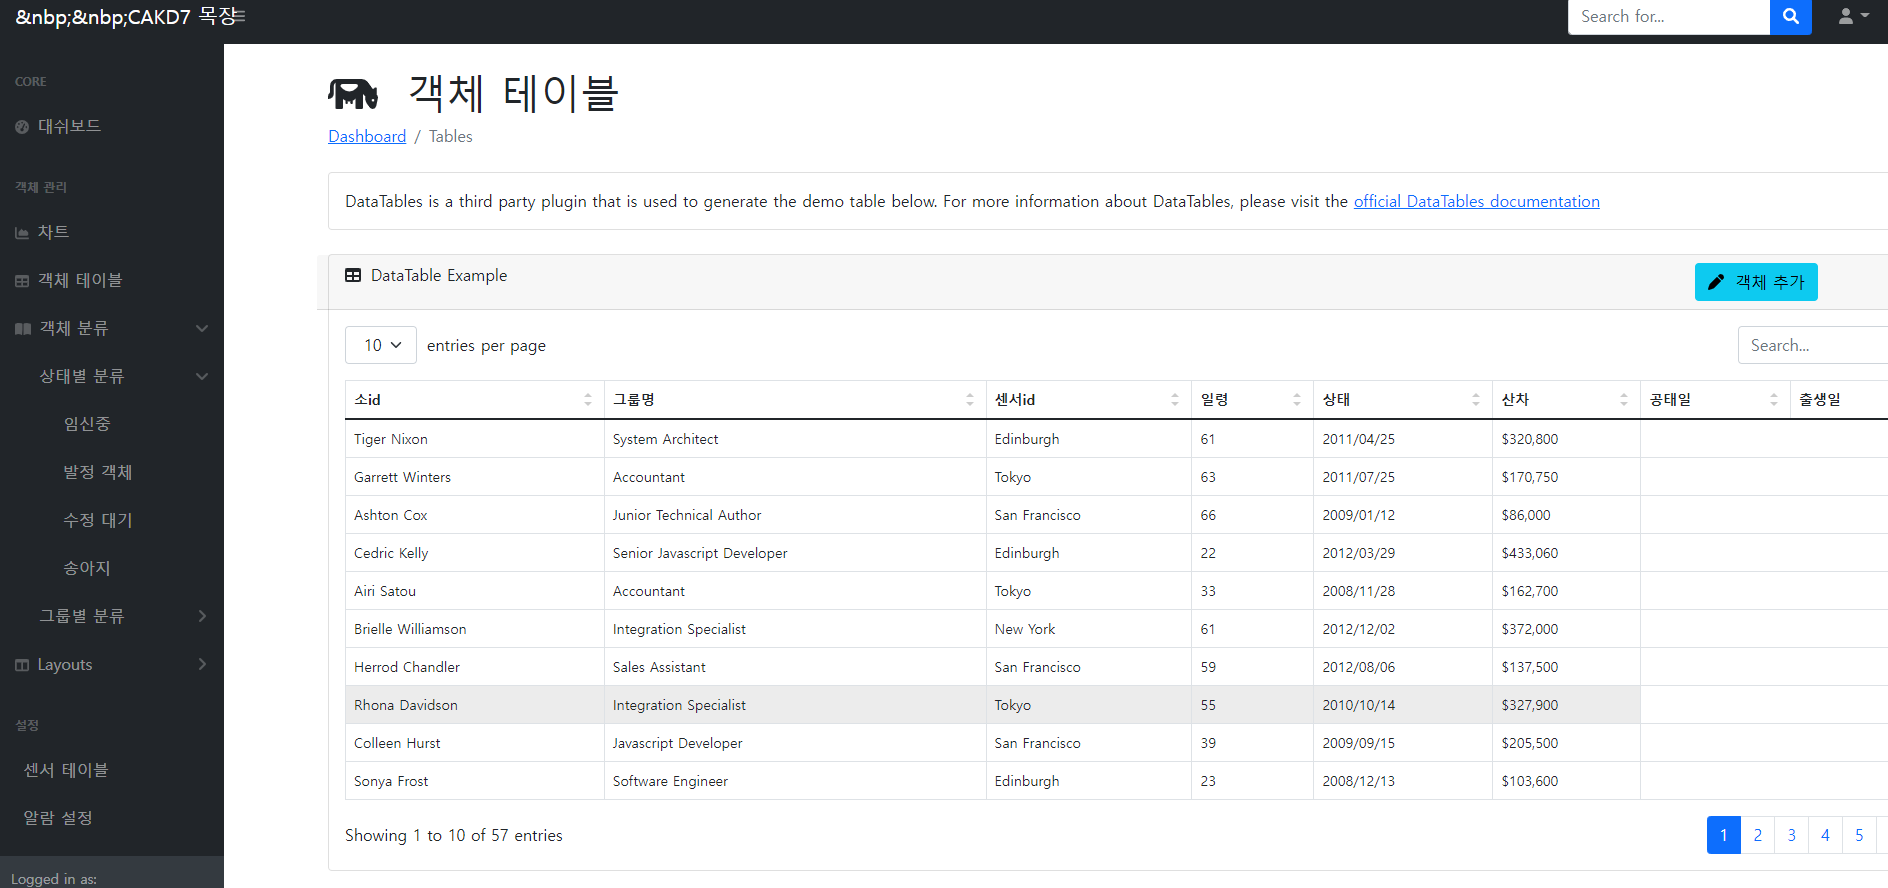 &nbp;&nbp;CAKD7 목장
Search for...
CORE
대쉬보드
객체 관리
차트
객체 테이블
객체 분류
상태별 분류
임신중
발정 객체
수정 대기
송아지
그룹별 분류
Layouts
설정
센서 테이블
알람 설정
Logged in as:
객체 테이블
Dashboard / Tables
DataTables is a third party plugin that is used to generate the demo table below. For more information about DataTables, please visit the official DataTables documentation
DataTable Example
객체 추가
10 entries per page
Search...
소id 그룹명 센서id 일령 상태 산차 공태일 출생일
Tiger Nixon System Architect Edinburgh 61 2011/04/25 $320,800
Garrett Winters Accountant Tokyo 63 2011/07/25 $170,750
Ashton Cox Junior Technical Author San Francisco 66 2009/01/12 $86,000
Cedric Kelly Senior Javascript Developer Edinburgh 22 2012/03/29 $433,060
Airi Satou Accountant Tokyo 33 2008/11/28 $162,700
Brielle Williamson Integration Specialist New York 61 2012/12/02 $372,000
Herrod Chandler Sales Assistant San Francisco 59 2012/08/06 $137,500
Rhona Davidson Integration Specialist Tokyo 55 2010/10/14 $327,900
Colleen Hurst Javascript Developer San Francisco 39 2009/09/15 $205,500
Sonya Frost Software Engineer Edinburgh 23 2008/12/13 $103,600
Showing 1 to 10 of 57 entries
1 2 3 4 5